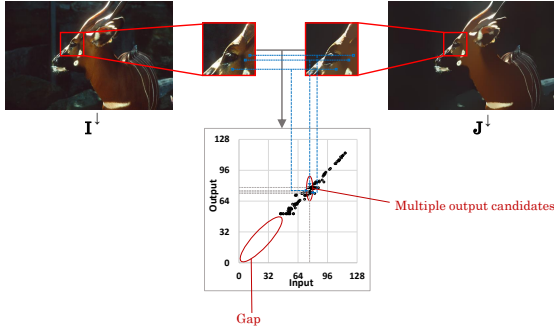 I↓
J↓
128
96
64
32
0
Output
0 32 64 96 128
Input
Multiple output candidates
Gap